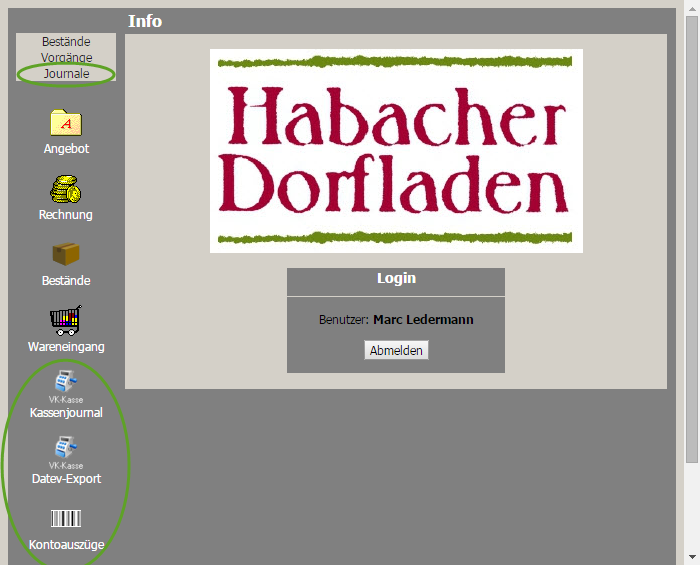 Info
Bestände
Vorgänge
Journale
A
Angebot
Rechnung
Bestände
Wareneingang
VK-Kasse
Kassenjournal
VK-Kasse
Datev-Export
Kontoauszüge
Habacher
Dorfladen
Login
Benutzer: Marc Ledermann
Abmelden